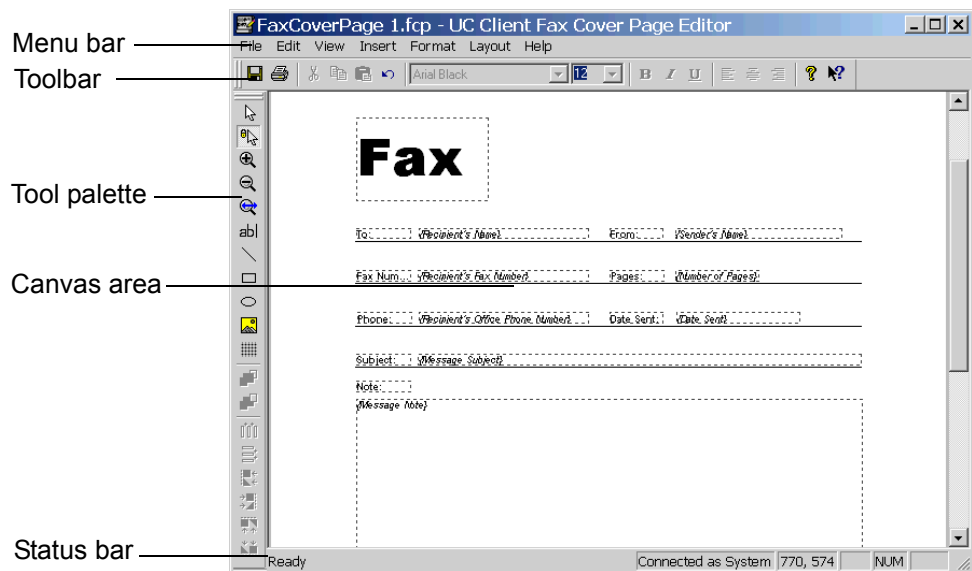 FaxCoverPage 1.fcp - UC Client Fax Cover Page Editor
Menu bar
File Edit View Insert Format Layout Help
Toolbar
Arial Black 12 B I U
Fax
Tool palette
abl
To: {Recipient's Name} From: {Sender's Name}
Canvas area
Fax Num... {Recipient's Fax Number} Pages: {Number of Pages}
Phone: {Recipient's Office Phone Number} Date Sent: {Date Sent}
Subject: {Message Subject}
Note:
{Message Note}
Status bar
Ready Connected as System 770, 574 NUM